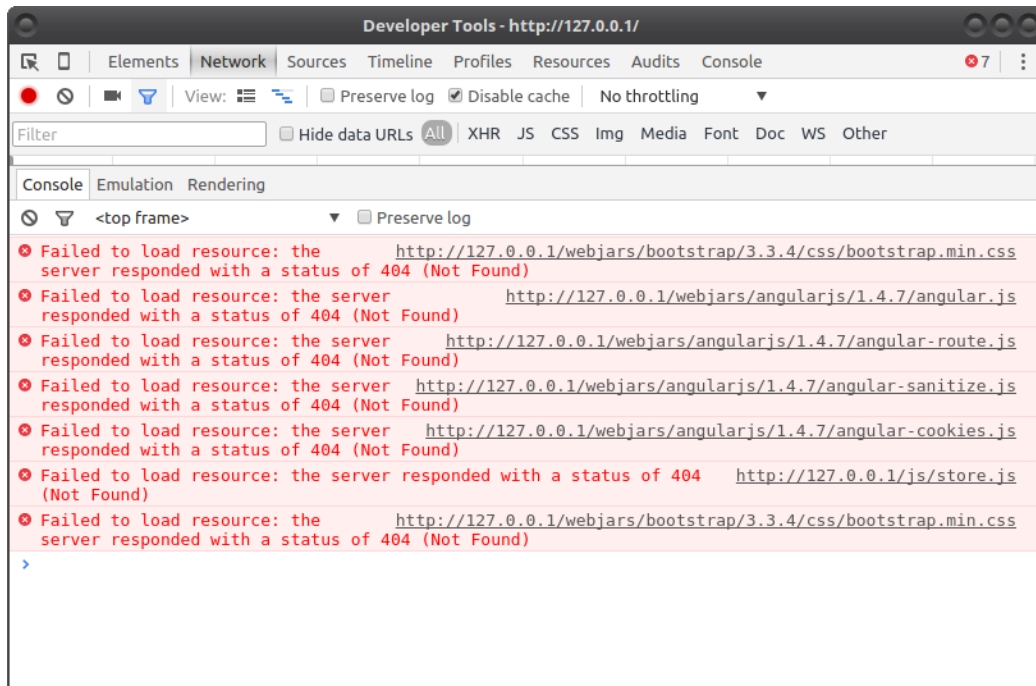 Developer Tools - http://127.0.0.1/
Elements Network Sources Timeline Profiles Resources Audits Console 7
View: Preserve log Disable cache No throttling
Filter Hide data URLs All XHR JS CSS Img Media Font Doc WS Other
Console Emulation Rendering
<top frame> Preserve log
Failed to load resource: the http://127.0.0.1/webjars/bootstrap/3.3.4/css/bootstrap.min.css
server responded with a status of 404 (Not Found)
Failed to load resource: the server http://127.0.0.1/webjars/angularjs/1.4.7/angular.js
responded with a status of 404 (Not Found)
Failed to load resource: the server http://127.0.0.1/webjars/angularjs/1.4.7/angular-route.js
responded with a status of 404 (Not Found)
Failed to load resource: the server http://127.0.0.1/webjars/angularjs/1.4.7/angular-sanitize.js
responded with a status of 404 (Not Found)
Failed to load resource: the server http://127.0.0.1/webjars/angularjs/1.4.7/angular-cookies.js
responded with a status of 404 (Not Found)
Failed to load resource: the server responded with a status of 404 http://127.0.0.1/js/store.js
(Not Found)
Failed to load resource: the http://127.0.0.1/webjars/bootstrap/3.3.4/css/bootstrap.min.css
server responded with a status of 404 (Not Found)